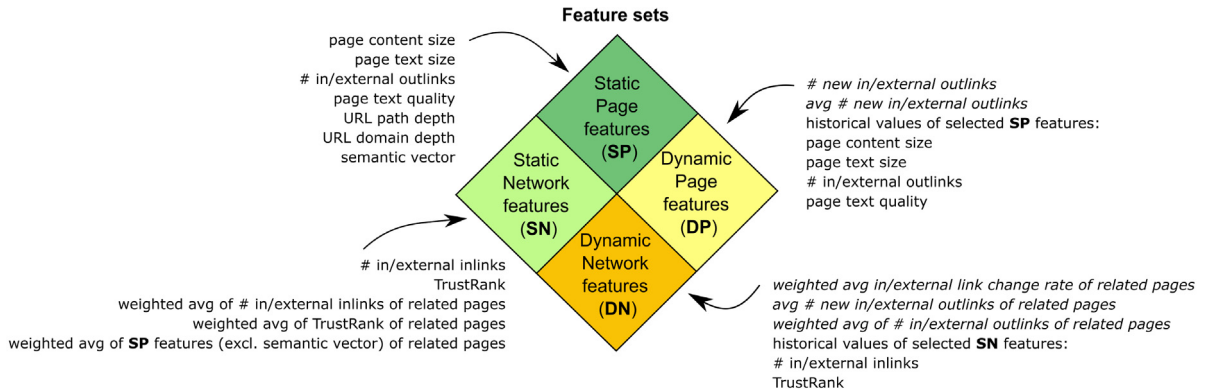 Feature sets
page content size
page text size
# in/external outlinks
page text quality
URL path depth
URL domain depth
semantic vector
Static
Page
features
(SP)
# new in/external outlinks
avg # new in/external outlinks
historical values of selected SP features:
page content size
page text size
# in/external outlinks
page text quality
Static
Network
features
(SN)
Dynamic
Page
features
(DP)
# in/external inlinks
TrustRank
weighted avg of # in/external inlinks of related pages
weighted avg of TrustRank of related pages
weighted avg of SP features (excl. semantic vector) of related pages
Dynamic
Network
features
(DN)
weighted avg in/external link change rate of related pages
avg # new in/external outlinks of related pages
weighted avg of # in/external outlinks of related pages
historical values of selected SN features:
# in/external inlinks
TrustRank